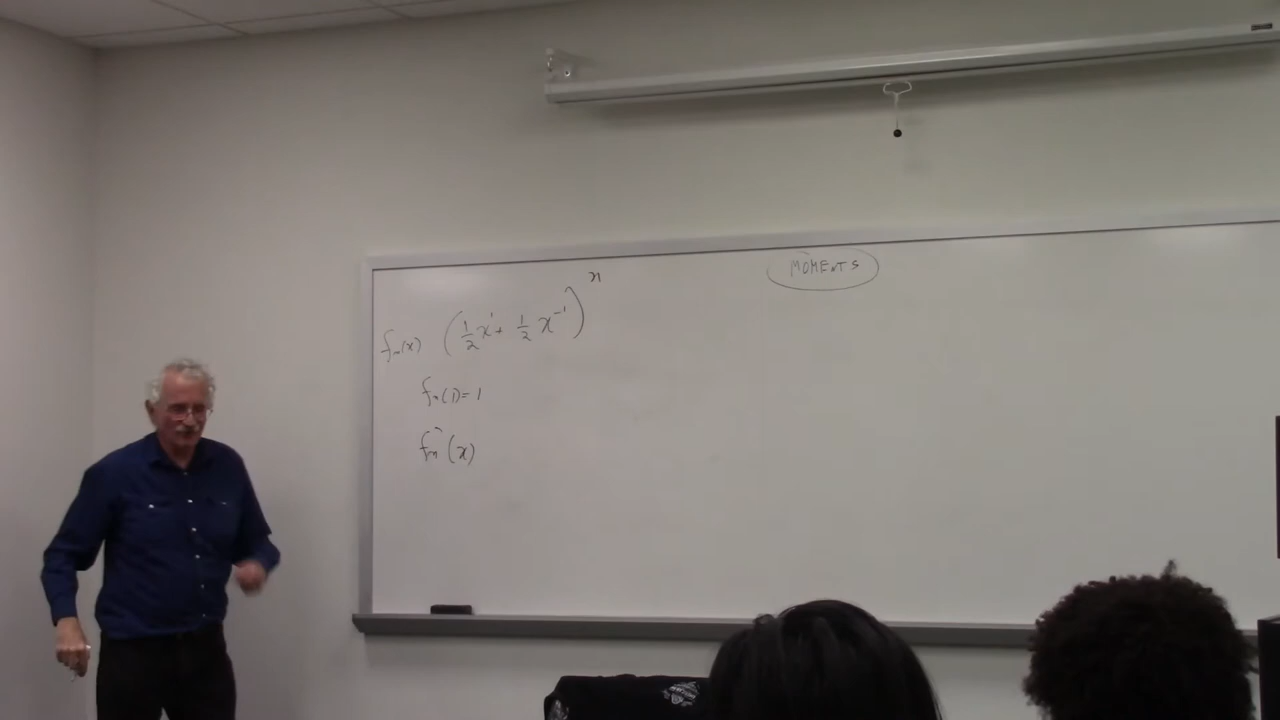 MOMENTS
fₙ(x) (½x¹ + ½x⁻¹)ⁿ
fₙ(1) = 1
fₙ⌒(x)